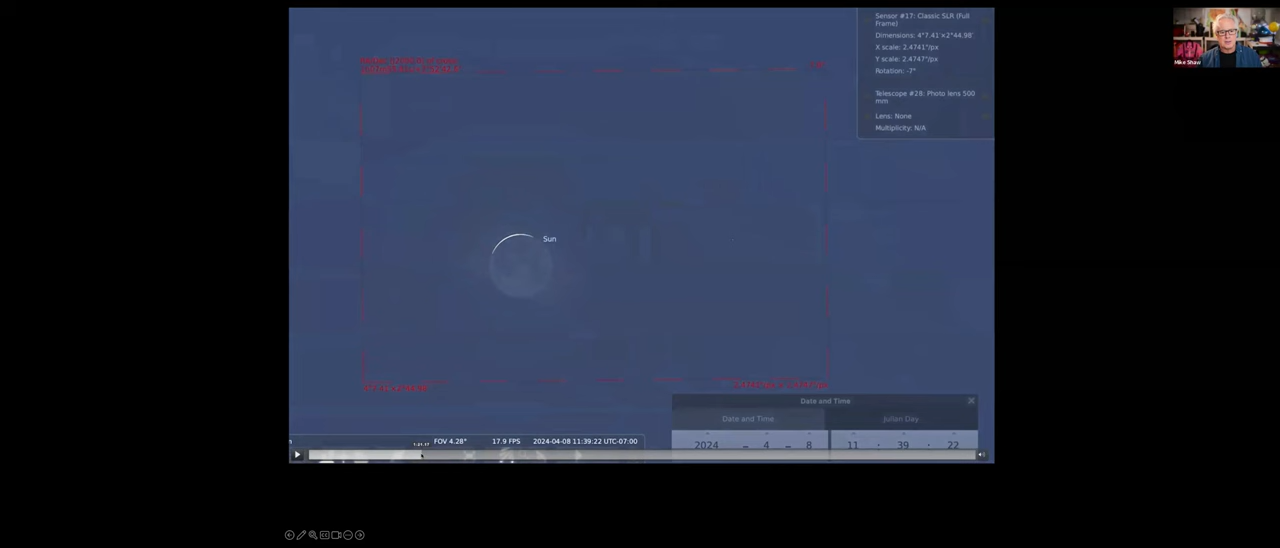 Sensor #17: Classic SLR (Full
Frame)
Dimensions: 4°7.41'×2°44.98'
X scale: 2.4741"/px
Y scale: 2.4747"/px
Rotation: -7°
Telescope #28: Photo lens 500
mm
Lens: None
Multiplicity: N/A
Mike Shaw
Sun
Date and Time
Date and Time
Julian Day
FOV 4.28°
17.9 FPS
2024-04-08 11:39:22 UTC-07:00
2024 - 4 - 8
11 : 39 : 22